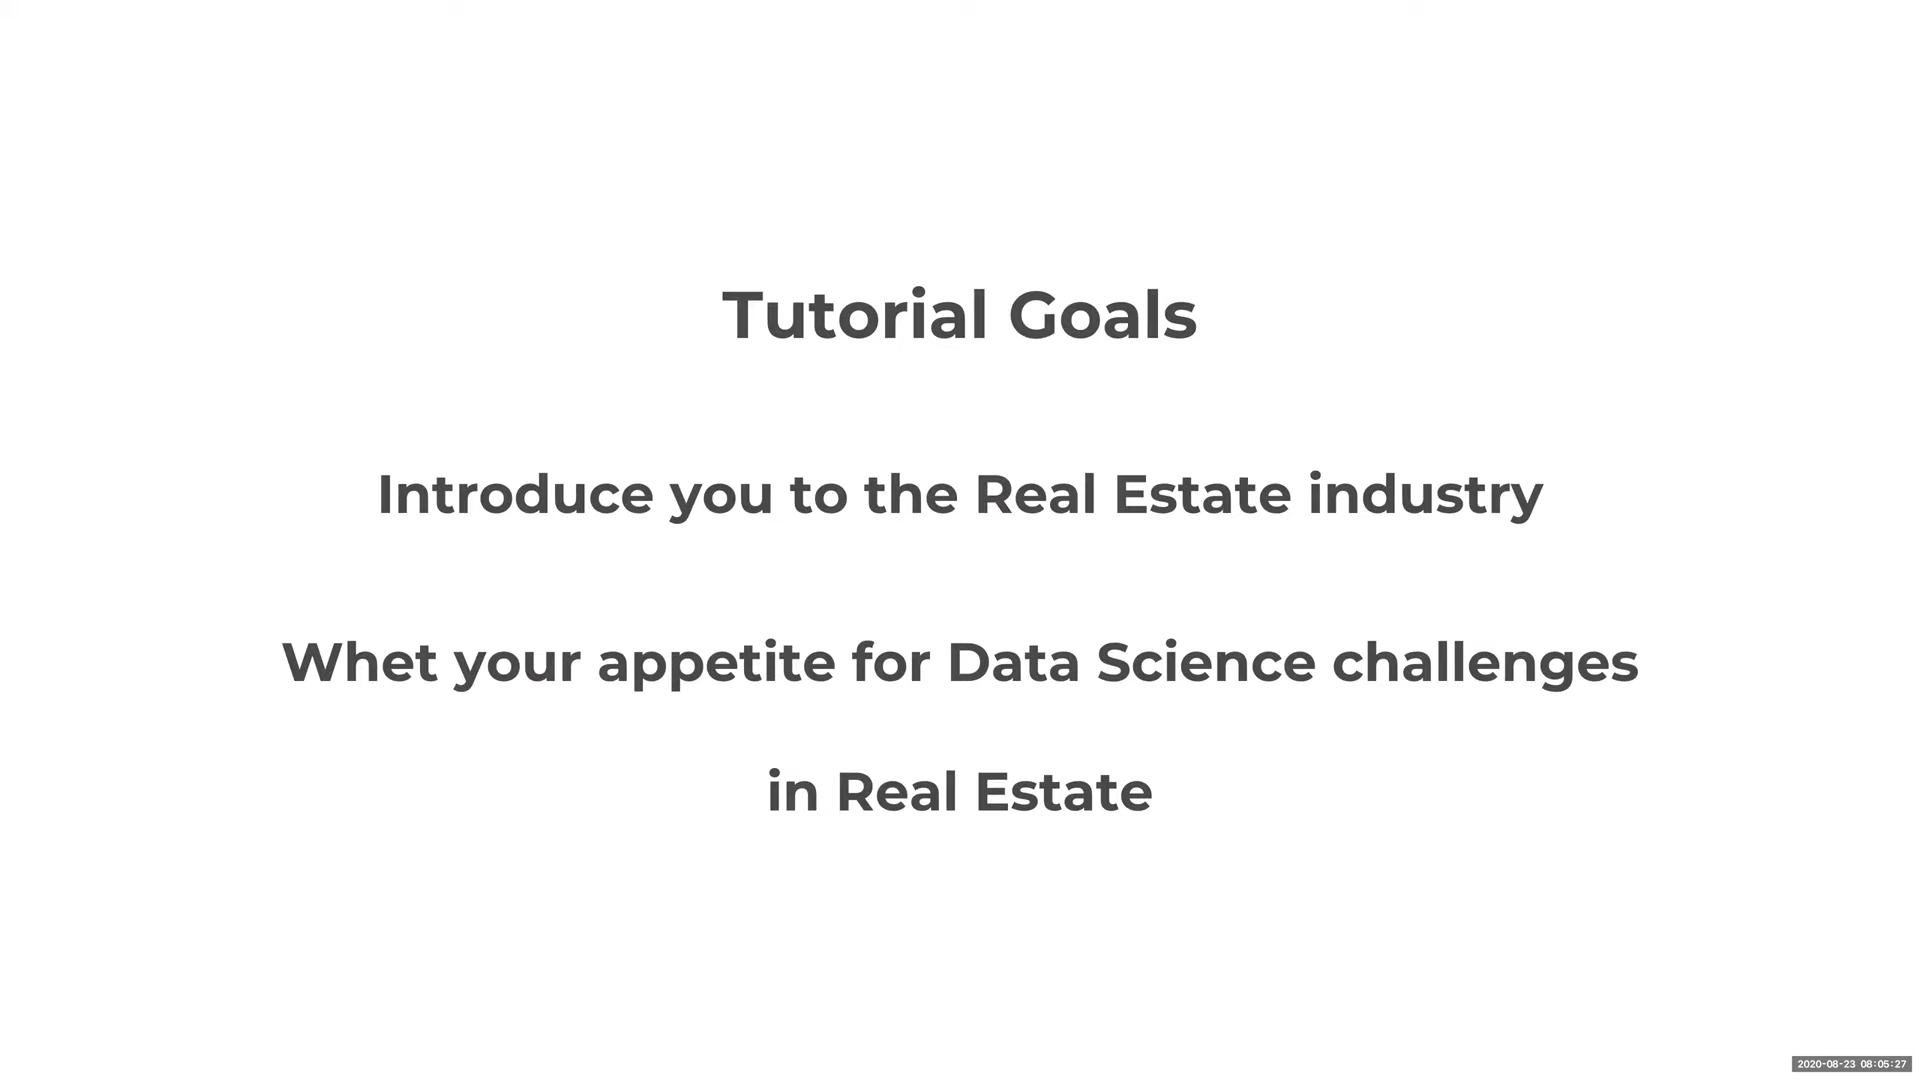 Tutorial Goals
Introduce you to the Real Estate industry
Whet your appetite for Data Science challenges
in Real Estate
2020-08-23 08:05:27